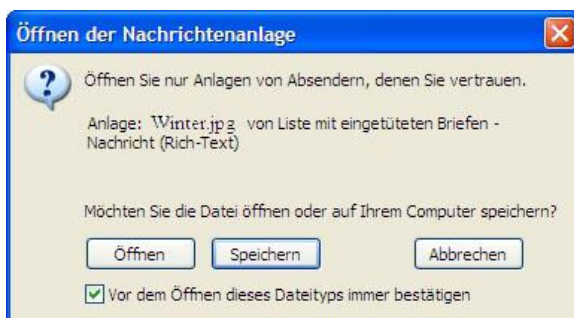 Öffnen der Nachrichtenanlage
Öffnen Sie nur Anlagen von Absendern, denen Sie vertrauen.
Anlage: Winter.jpg von Liste mit eingetüteten Briefen -
Nachricht (Rich-Text)
Möchten Sie die Datei öffnen oder auf Ihrem Computer speichern?
Öffnen Speichern Abbrechen
Vor dem Öffnen dieses Dateityps immer bestätigen